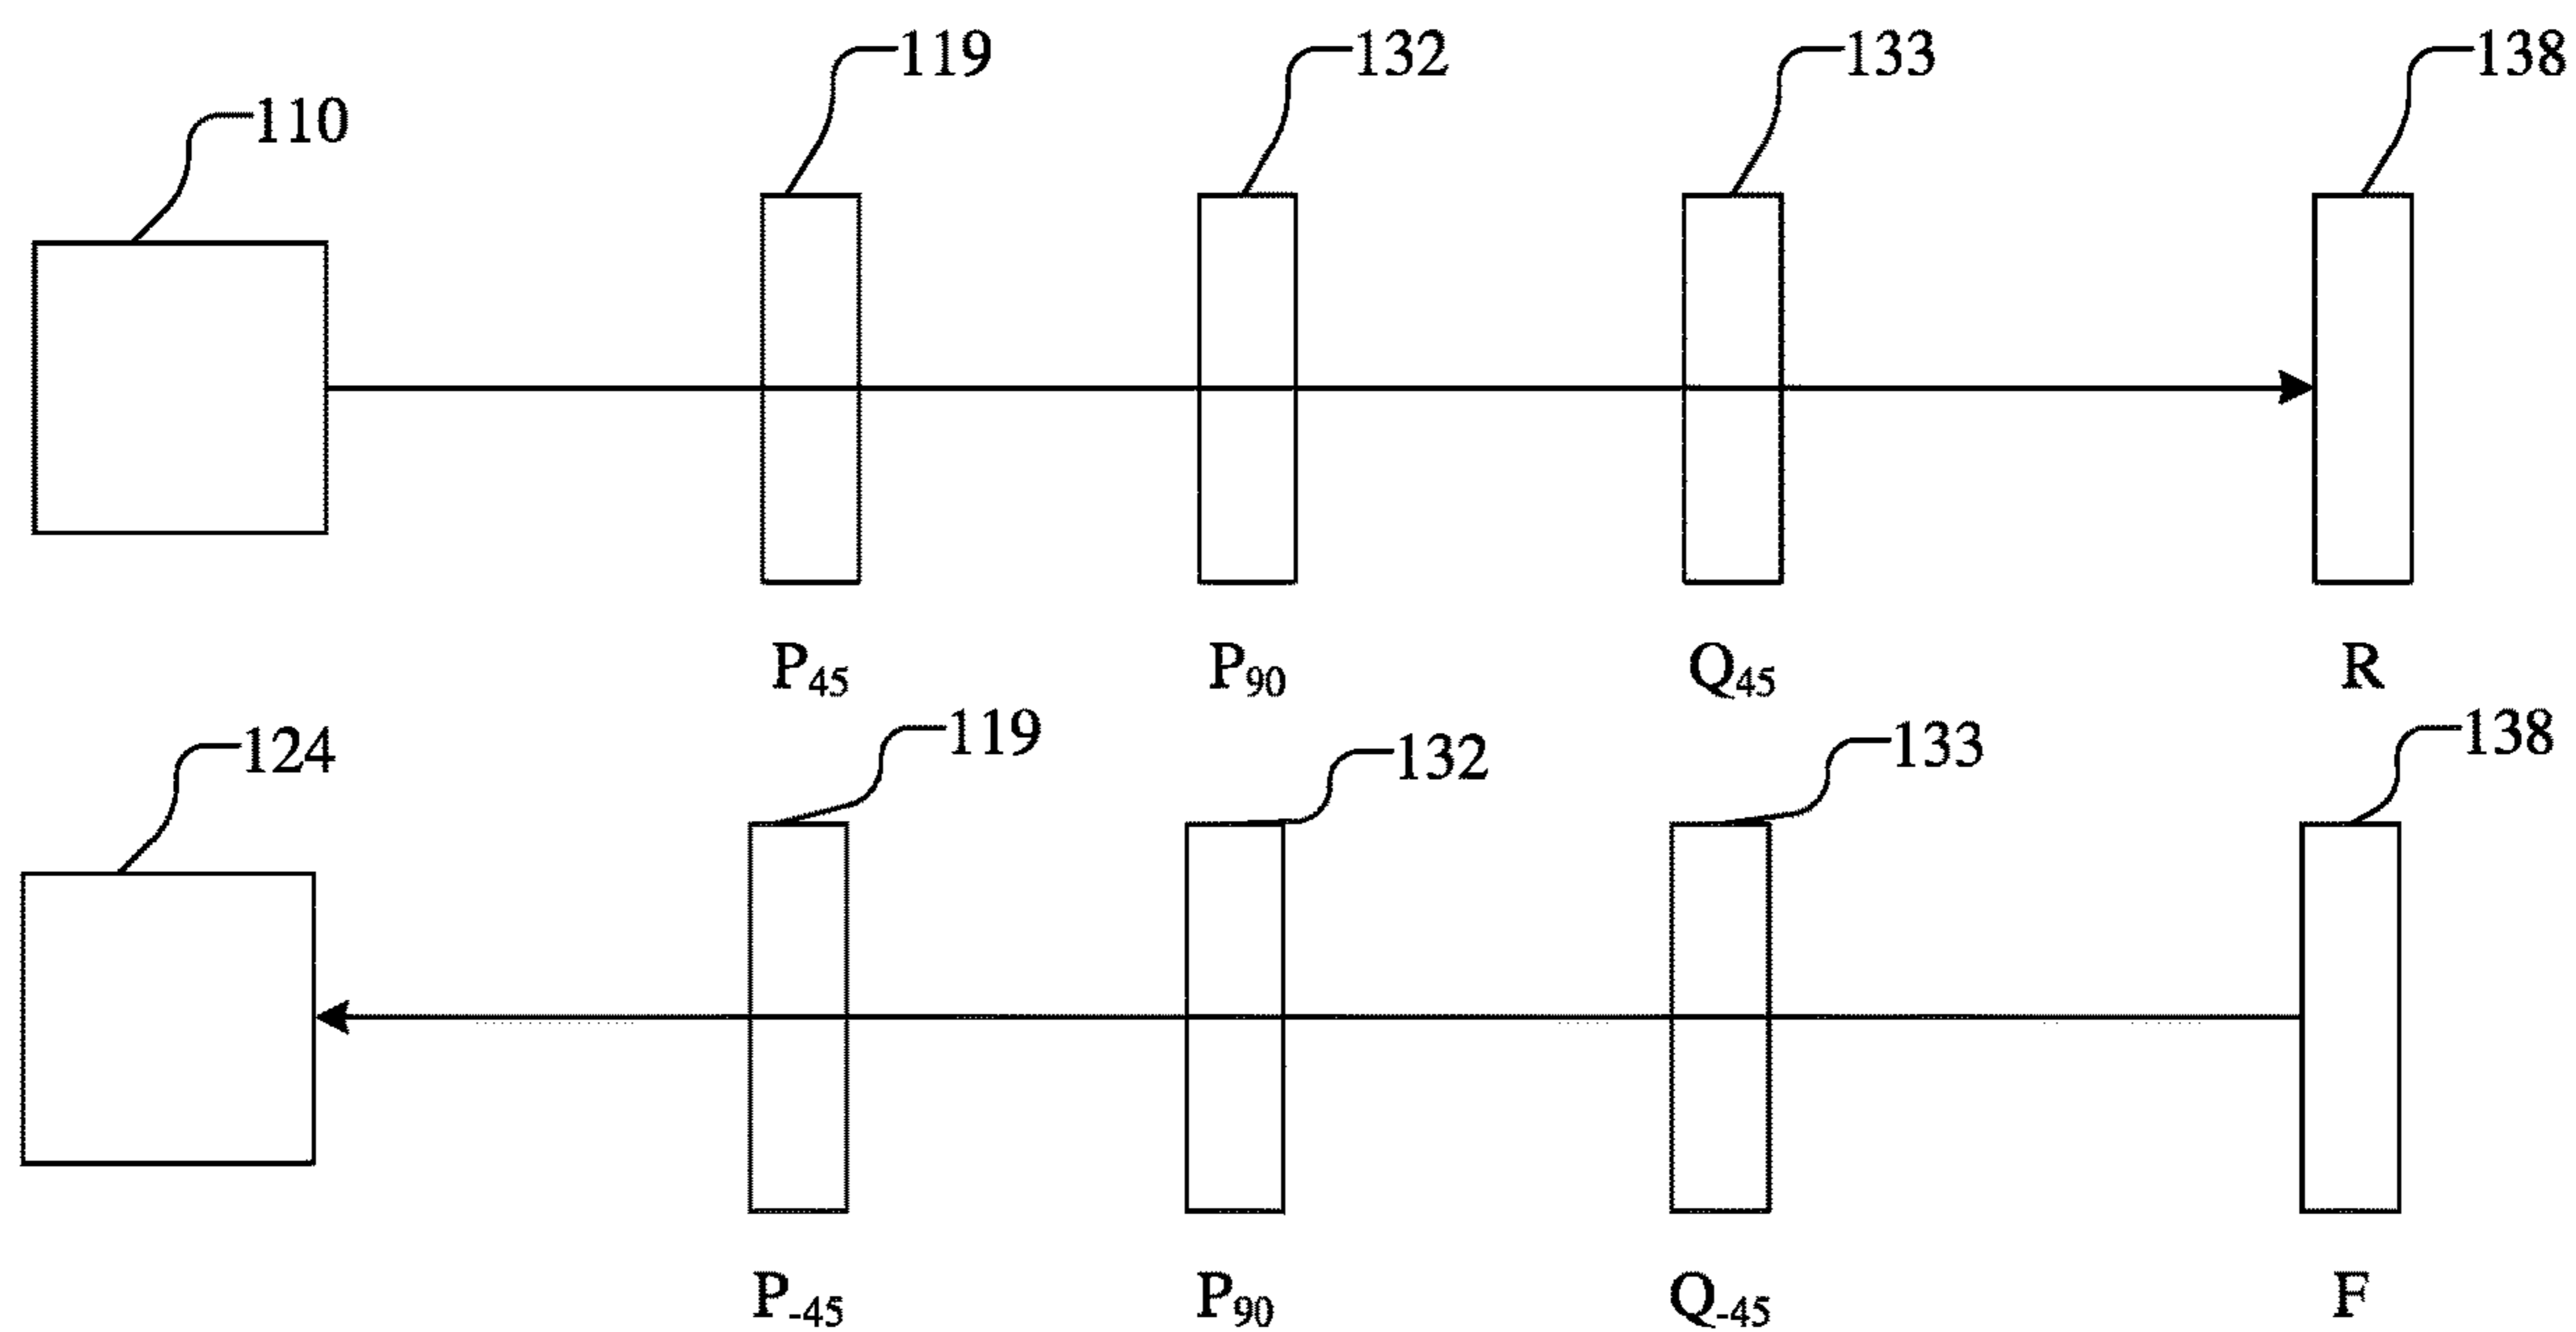 119 132 133 138
110
P₄₅ P₉₀ Q₄₅ R
119 132 133 138
124
P₋₄₅ P₉₀ Q₋₄₅ F